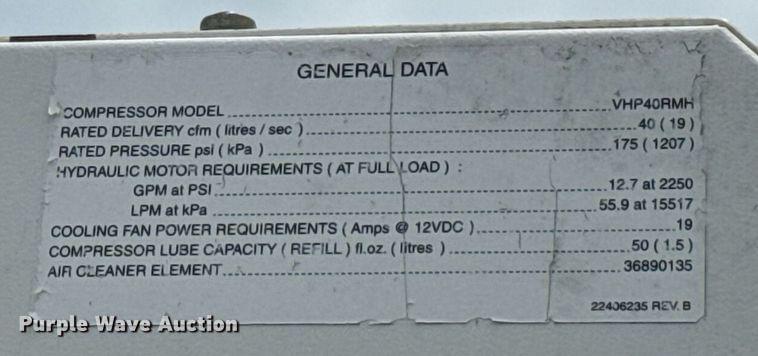 GENERAL DATA
COMPRESSOR MODEL ........ VHP40RMH
RATED DELIVERY cfm ( litres / sec ) ........ 40 ( 19 )
RATED PRESSURE psi ( kPa ) ........ 175 ( 1207 )
HYDRAULIC MOTOR REQUIREMENTS ( AT FULL LOAD ) :
GPM at PSI ........ 12.7 at 2250
LPM at kPa ........ 55.9 at 15517
COOLING FAN POWER REQUIREMENTS ( Amps @ 12VDC ) ........ 19
COMPRESSOR LUBE CAPACITY ( REFILL ) fl.oz. ( litres ) ........ 50 ( 1.5 )
AIR CLEANER ELEMENT ........ 36890135
22406235 REV. B
Purple Wave Auction